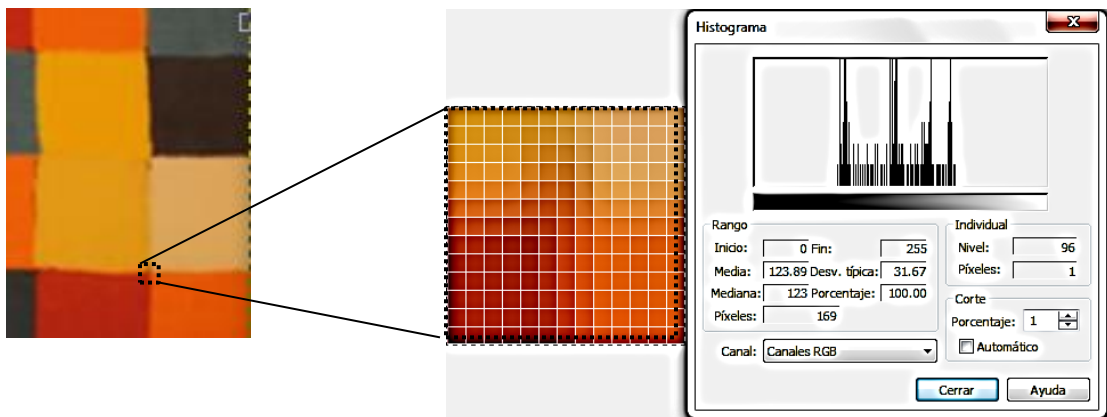 Histograma
x
Rango
Inicio: 0 Fin: 255
Media: 123.89 Desv. típica: 31.67
Mediana: 123 Porcentaje: 100.00
Píxeles: 169
Individual
Nivel: 96
Píxeles: 1
Corte
Porcentaje: 1
Automático
Canal: Canales RGB
Cerrar Ayuda